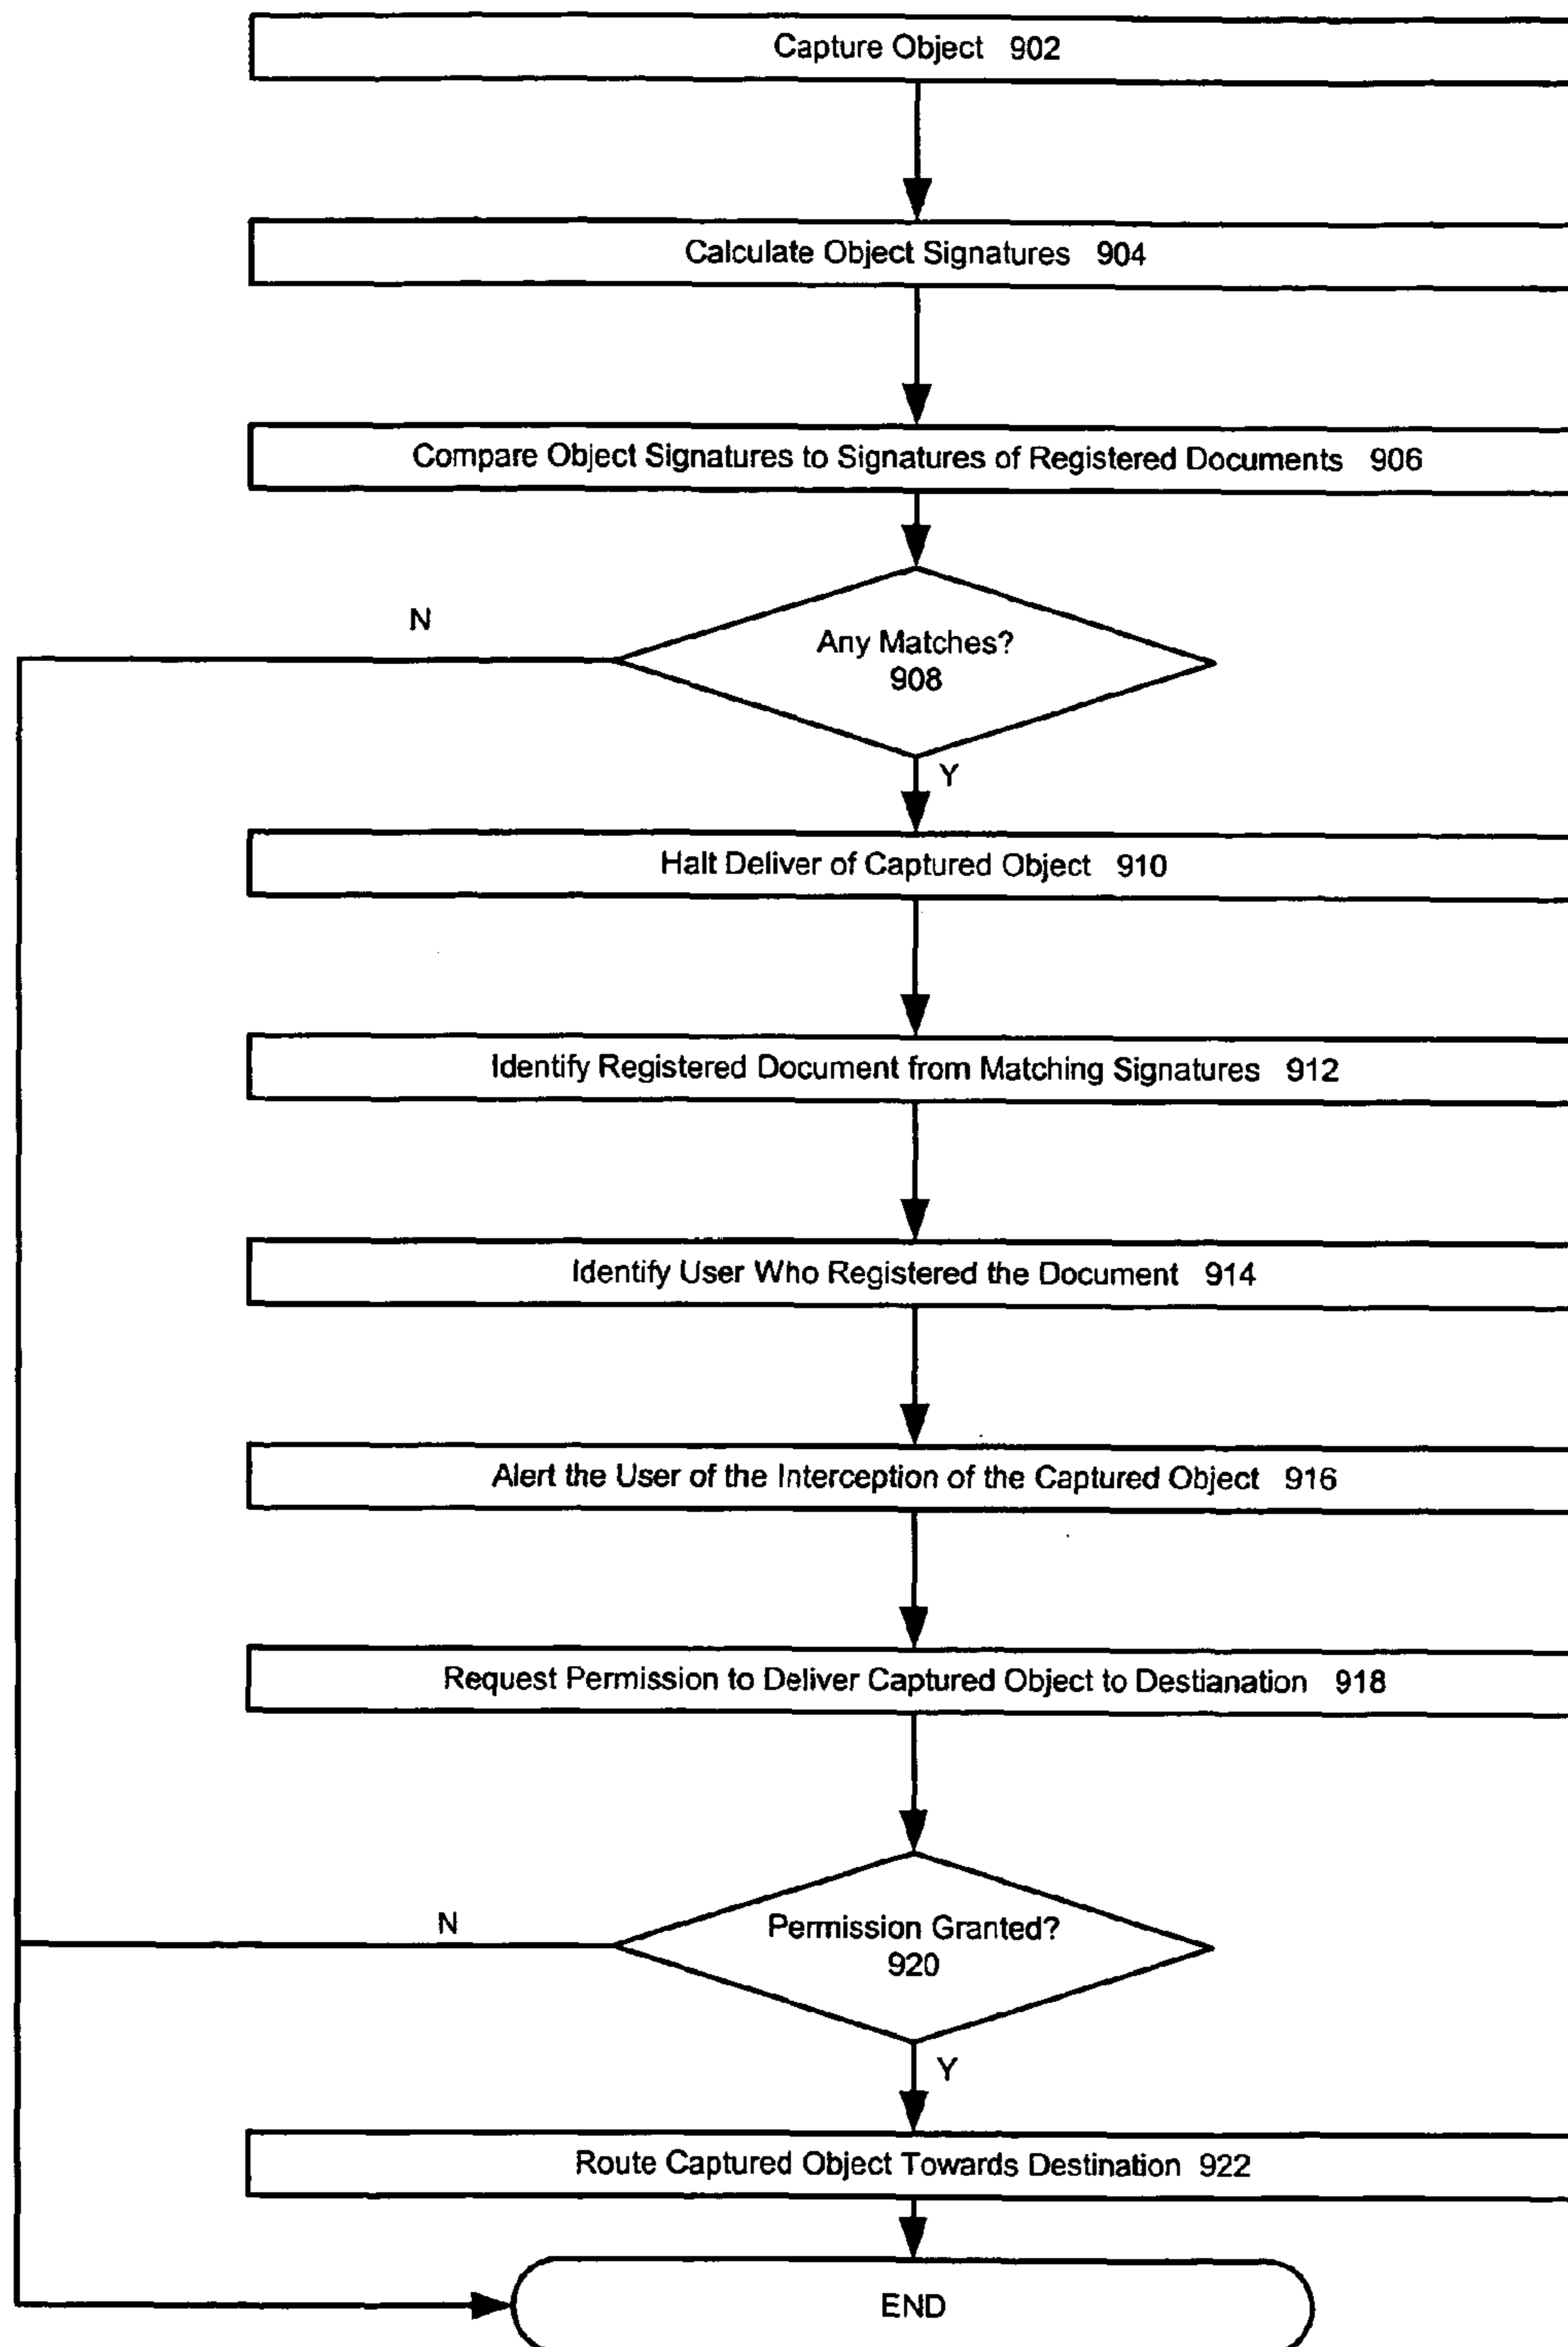 Capture Object 902
Calculate Object Signatures 904
Compare Object Signatures to Signatures of Registered Documents 906
N
Any Matches?
908
Y
Halt Deliver of Captured Object 910
Identify Registered Document from Matching Signatures 912
Identify User Who Registered the Document 914
Alert the User of the Interception of the Captured Object 916
Request Permission to Deliver Captured Object to Destianation 918
N
Permission Granted?
920
Y
Route Captured Object Towards Destination 922
END